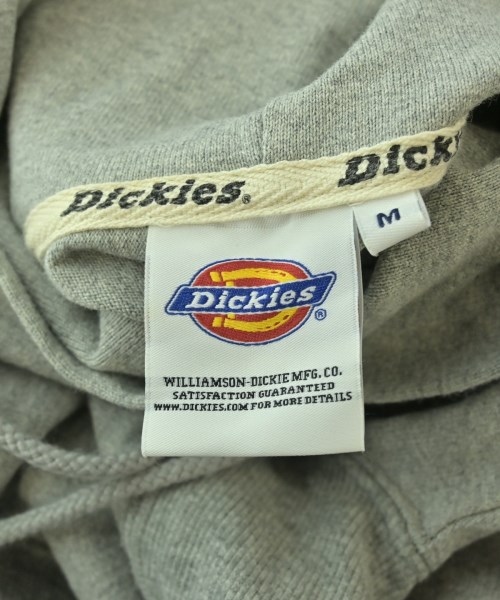 Dickies.
Dick
M
Dickies
®
WILLIAMSON-DICKIE MFG. CO.
SATISFACTION GUARANTEED
WWW.DICKIES.COM FOR MORE DETAILS